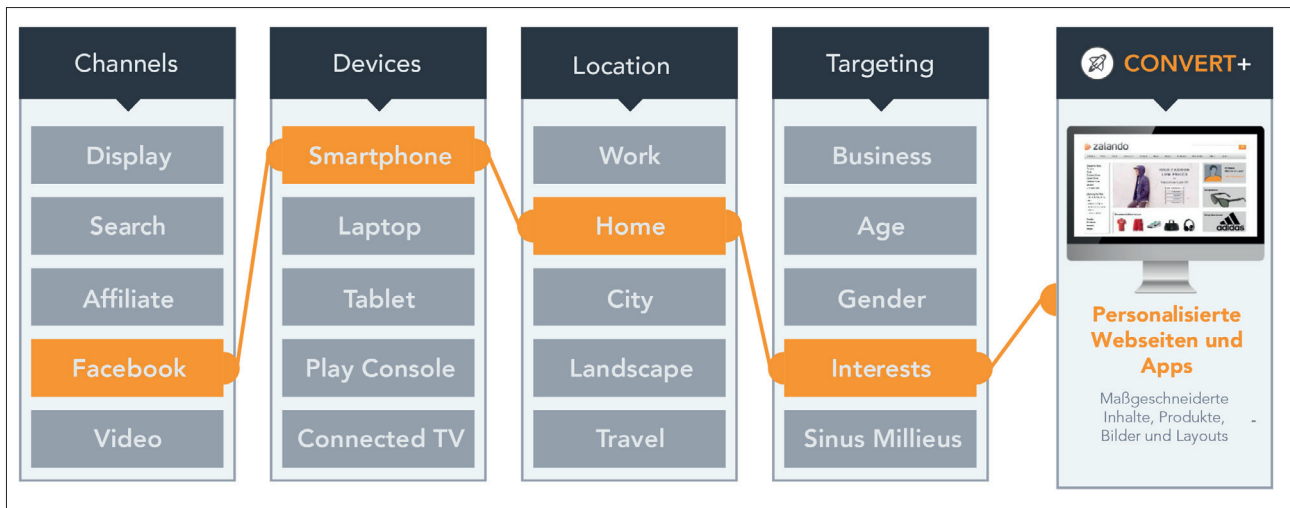 Channels
Display
Search
Affiliate
Facebook
Video
Devices
Smartphone
Laptop
Tablet
Play Console
Connected TV
Location
Work
Home
City
Landscape
Travel
Targeting
Business
Age
Gender
Interests
Sinus Millieus
CONVERT+
zalando
adidas
Personalisierte
Webseiten und
Apps
Maßgeschneiderte
Inhalte, Produkte, -
Bilder und Layouts